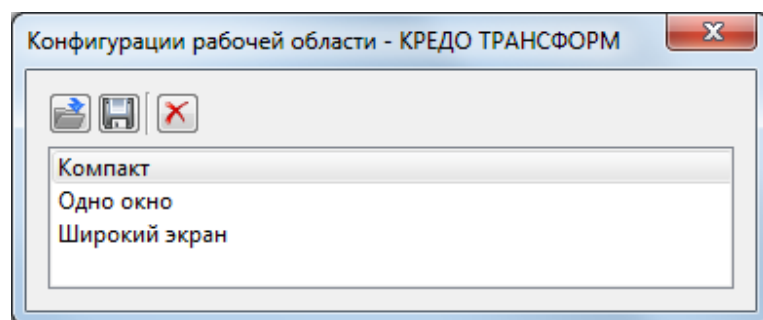 Конфигурации рабочей области - КРЕДО ТРАНСФОРМ
Компакт
Одно окно
Широкий экран